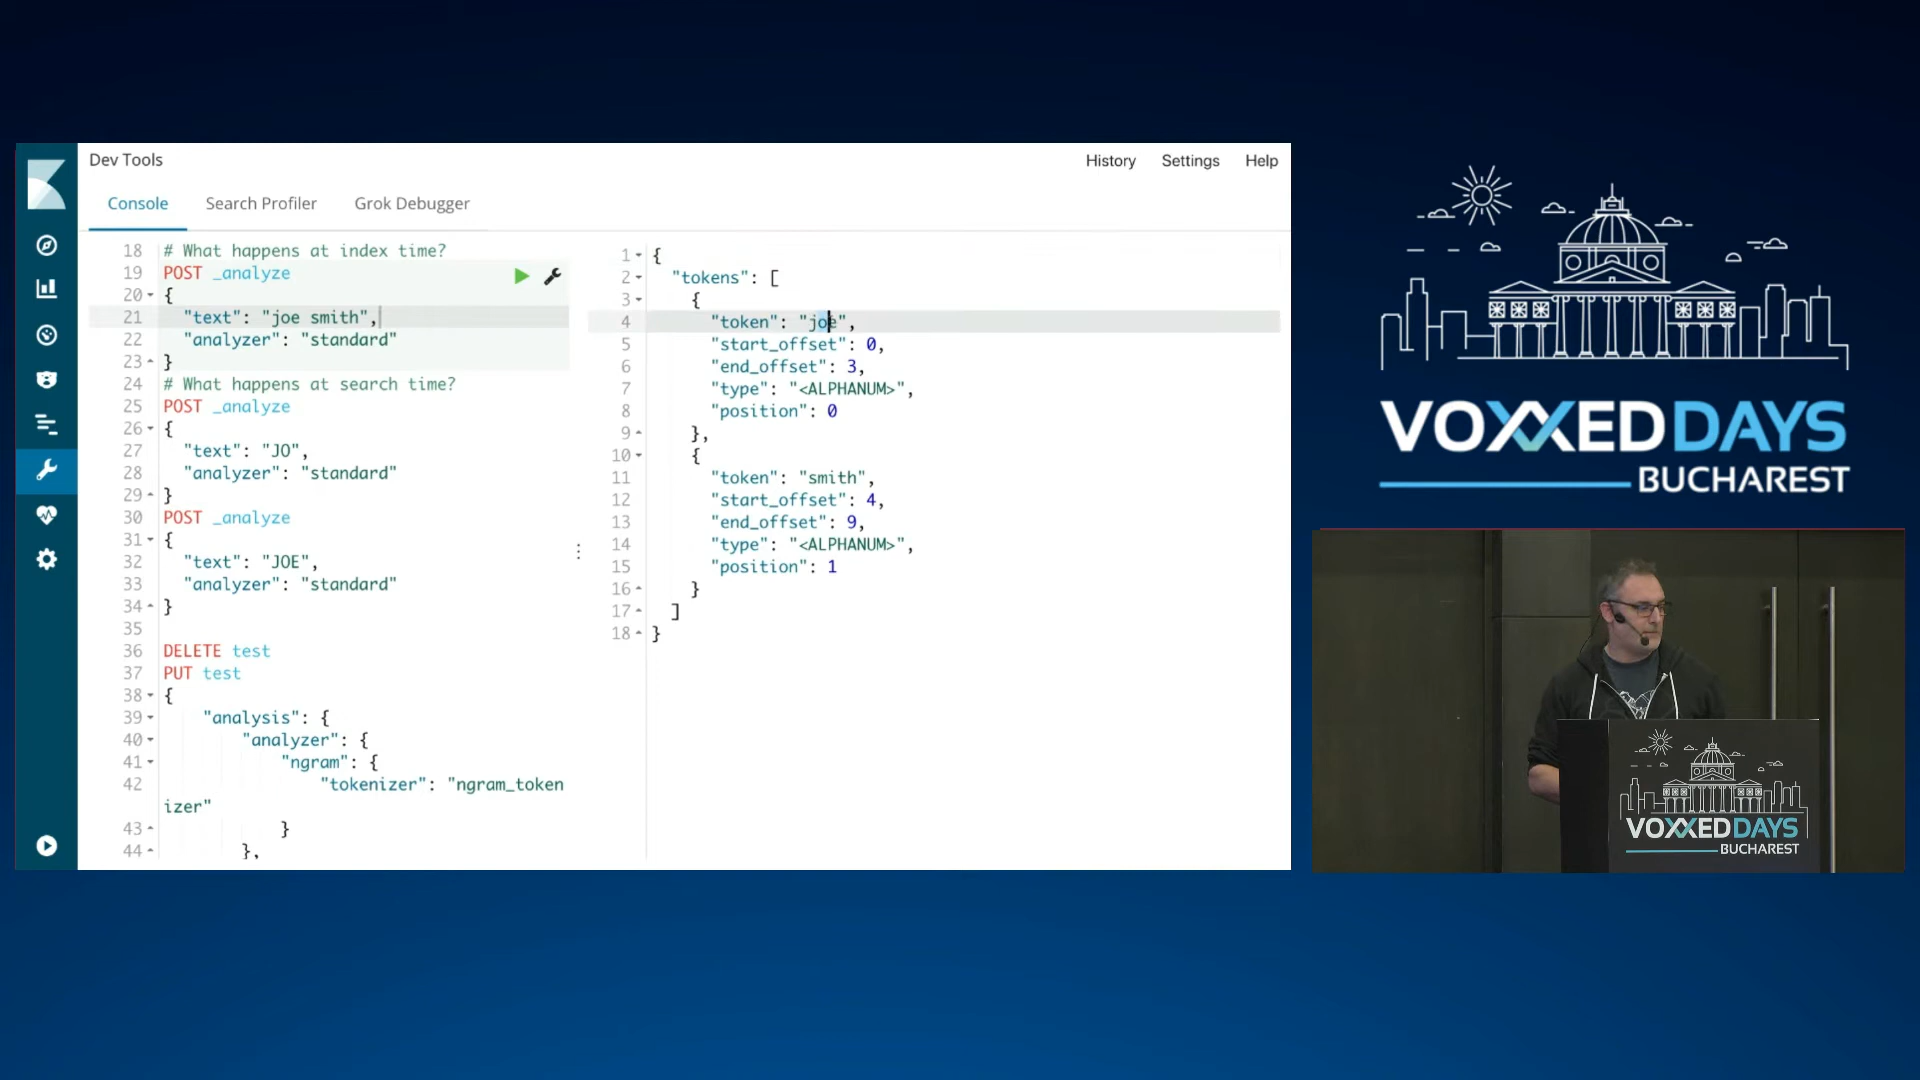 Dev Tools
History Settings Help
Console Search Profiler Grok Debugger
18 # What happens at index time?
19 POST _analyze
20 {
21 "text": "joe smith",
22 "analyzer": "standard"
23 }
24 # What happens at search time?
25 POST _analyze
26 {
27 "text": "JO",
28 "analyzer": "standard"
29 }
30 POST _analyze
31 {
32 "text": "JOE",
33 "analyzer": "standard"
34 }
35
36 DELETE test
37 PUT test
38 {
39 "analysis": {
40 "analyzer": {
41 "ngram": {
42 "tokenizer": "ngram_token
izer"
43 }
44 },
1 {
2 "tokens": [
3 {
4 "token": "joe",
5 "start_offset": 0,
6 "end_offset": 3,
7 "type": "<ALPHANUM>",
8 "position": 0
9 },
10 {
11 "token": "smith",
12 "start_offset": 4,
13 "end_offset": 9,
14 "type": "<ALPHANUM>",
15 "position": 1
16 }
17 ]
18 }
VOXXED DAYS
BUCHAREST
VOXXED DAYS
BUCHAREST